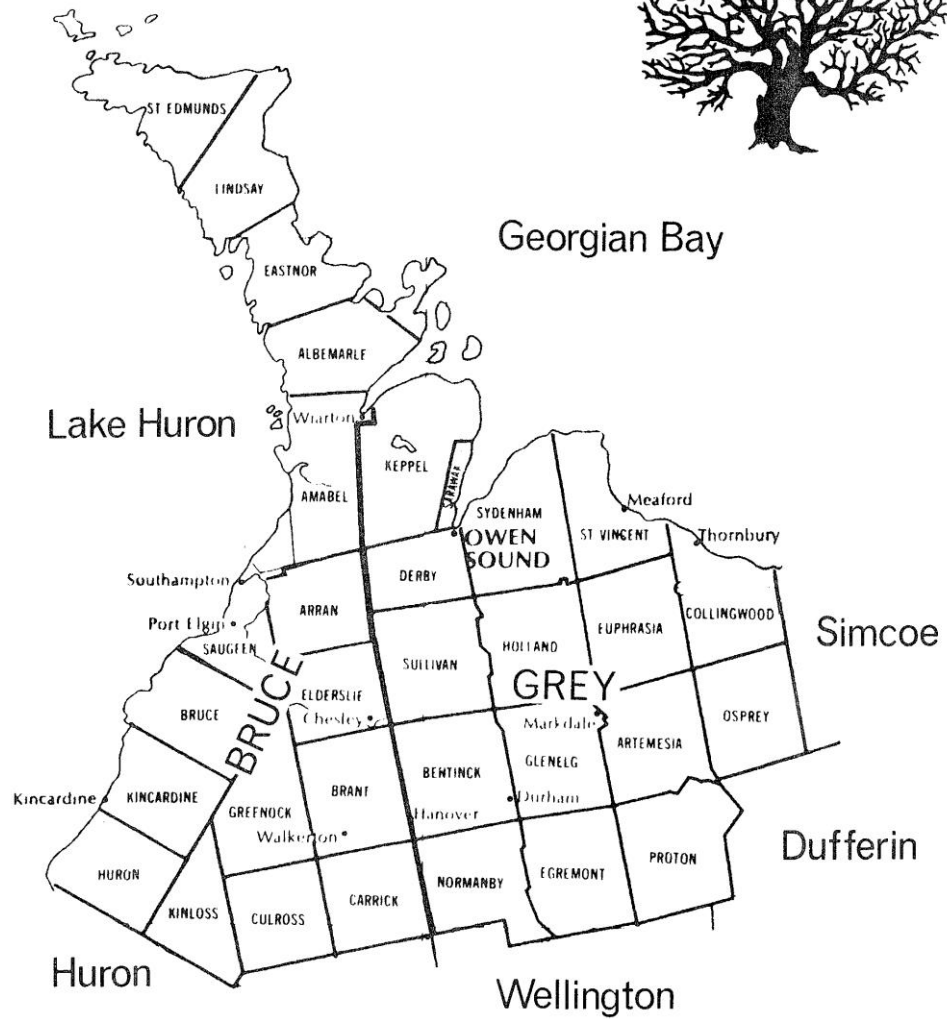 ST EDMUNDS
LINDSAY
Georgian Bay
EASTNOR
ALBEMARLE
Lake Huron
Wiarton
KEPPEL
SARAWAK
AMABEL
SYDENHAM
Meaford
OWEN
SOUND
ST VINCENT
Thornbury
DERBY
Southampton
ARRAN
COLLINGWOOD
Port Elgin
EUPHRASIA
Simcoe
SAUGEEN
HOLLAND
SULLIVAN
BRUCE
ELDERSLIE
GREY
Chesley
BRUCE
Markdale
OSPREY
ARTEMESIA
GLENELG
BENTINCK
Kincardine
KINCARDINE
BRANT
Durham
GREENOCK
Hanover
Walkerton
Dufferin
HURON
PROTON
EGREMONT
NORMANBY
CARRICK
KINLOSS
CULROSS
Huron
Wellington